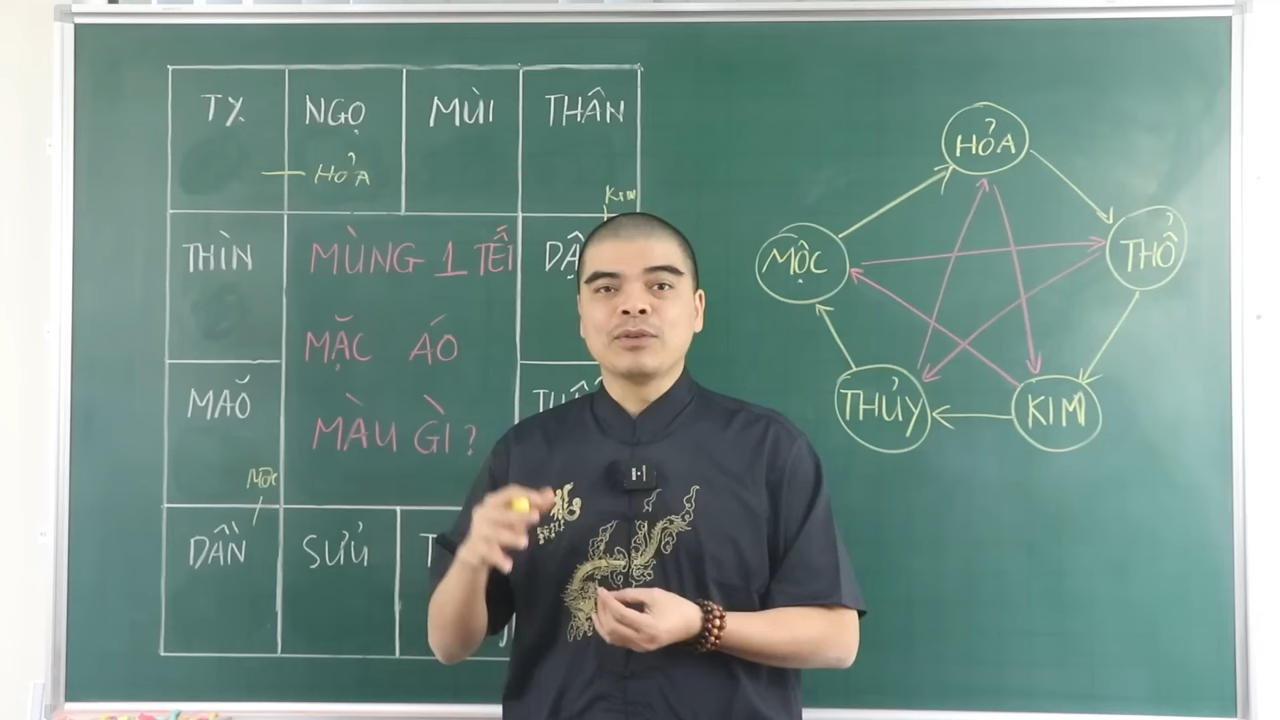 TỴ NGỌ MÙI THÂN
HỎA
KIM
THÌN
MÙNG 1 TẾT
MẶC ÁO
MÀU GÌ?
MÃO
MỘC
DẦN SỬU
HỎA
MỘC THỔ
THỦY KIM
龍